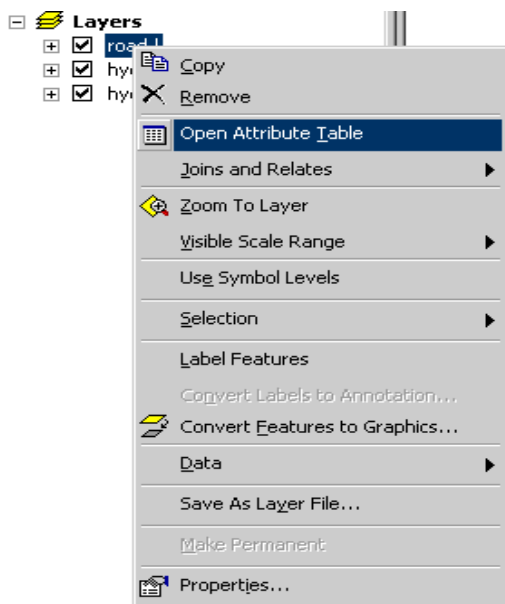 Layers
Copy
Remove
Open Attribute Table
Joins and Relates
Zoom To Layer
Visible Scale Range
Use Symbol Levels
Selection
Label Features
Convert Labels to Annotation...
Convert Features to Graphics...
Data
Save As Layer File...
Make Permanent
Properties...